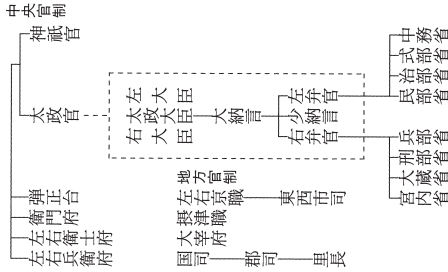 中央官制
神祇官
太政官
左大臣
太政大臣
右大臣
大納言
左弁官
少納言
右弁官
中務省
式部省
治部省
民部省
兵部省
刑部省
大蔵省
宮内省
弾正台
衛門府
左右衛士府
左右兵衛府
地方官制
左右京職
東西市司
摂津職
大宰府
国司
郡司
里長